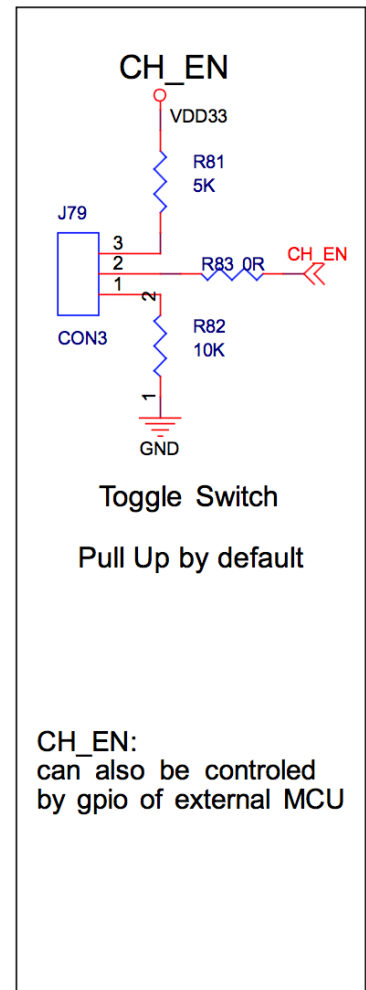 CH_EN
VDD33
R81
5K
J79
3
2
1
R83 0R
CH_EN
CON3
2
R82
10K
1
GND
Toggle Switch
Pull Up by default
CH_EN:
can also be controled
by gpio of external MCU